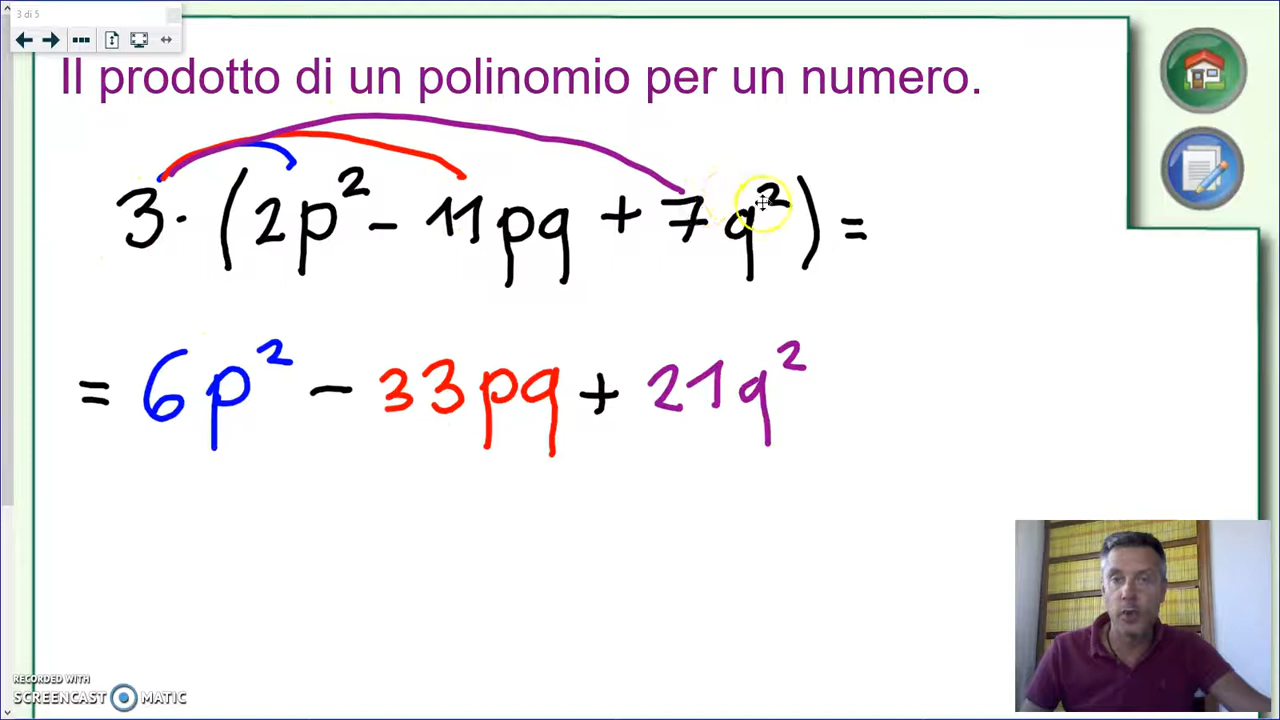 3 di 5
Il prodotto di un polinomio per un numero.
3 · (2p² - 11pq + 7q²) =
= 6p² - 33pq + 21q²
RECORDED WITH
SCREENCAST MATIC